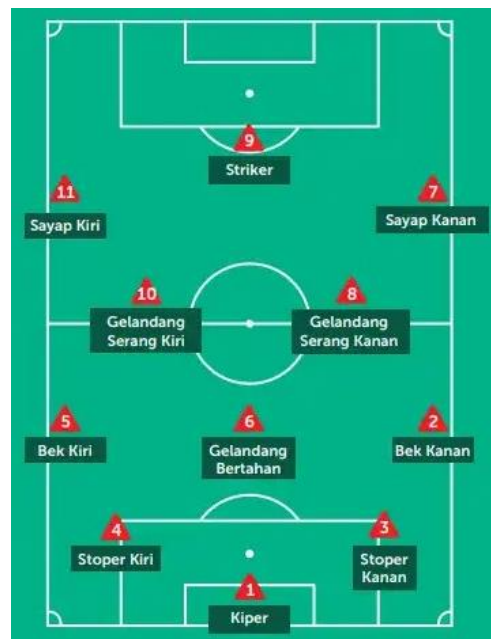 9
Striker
11
Sayap Kiri
7
Sayap Kanan
10
Gelandang
Serang Kiri
8
Gelandang
Serang Kanan
5
Bek Kiri
6
Gelandang
Bertahan
2
Bek Kanan
4
Stoper Kiri
3
Stoper
Kanan
1
Kiper